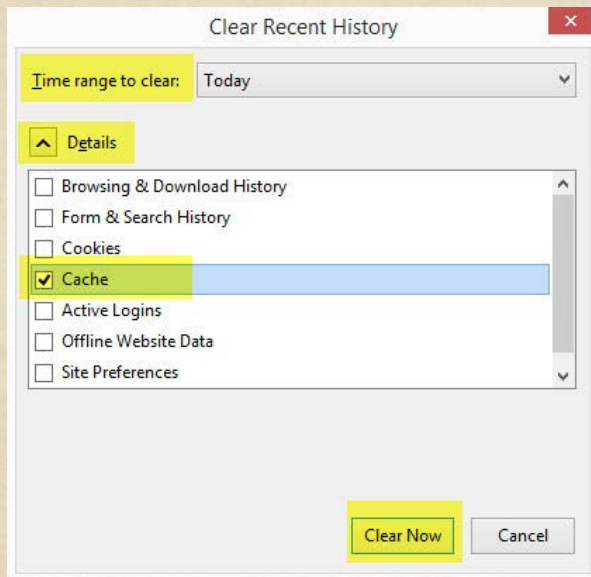 Clear Recent History
Time range to clear: Today
Details
Browsing & Download History
Form & Search History
Cookies
Cache
Active Logins
Offline Website Data
Site Preferences
Clear Now Cancel